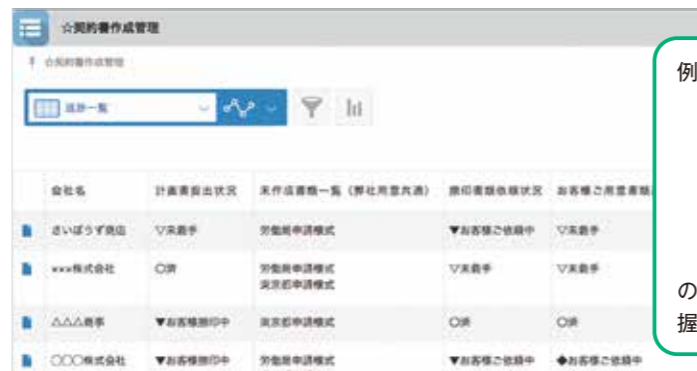 ☆契約書作成管理
☆契約書作成管理
進捗一覧
会社名 計画書提出状況 未作成書類一覧（弊社用意共通） 捺印書類依頼状況 お客様ご用意書類
さいぼうず商店 ▽未着手 労働局申請様式 ▼お客様ご依頼中 ▽未着手
×××株式会社 〇済 労働局申請様式 ▽未着手 ▽未着手
東京都申請様式
△△△商事 ▼お客様捺印中 東京都申請様式 〇済 〇済
〇〇〇株式会社 ▼お客様捺印中 労働局申請様式 ▼お客様ご依頼中 ◆お客様ご依頼中
例
の
握